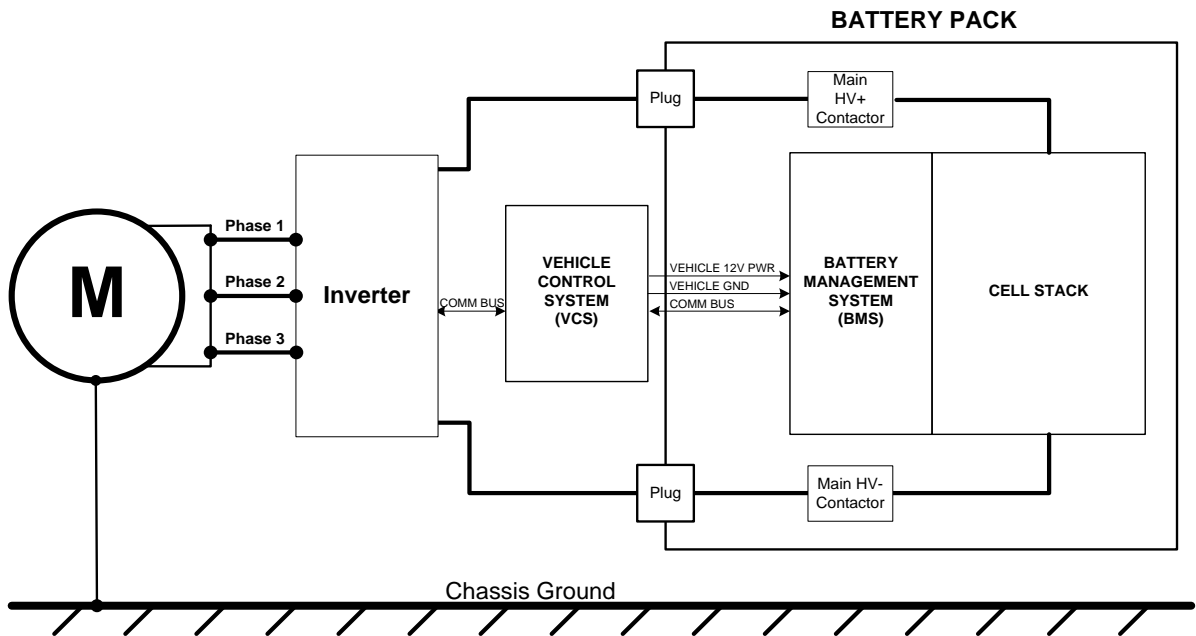 BATTERY PACK
Plug
Main
HV+
Contactor
Phase 1
Phase 2
Phase 3
M
Inverter
COMM BUS
VEHICLE
CONTROL
SYSTEM
(VCS)
VEHICLE 12V PWR
VEHICLE GND
COMM BUS
BATTERY
MANAGEMENT
SYSTEM
(BMS)
CELL STACK
Plug
Main HV-
Contactor
Chassis Ground